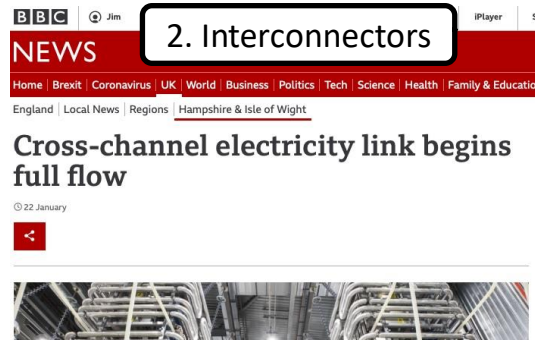 BBC Jim iPlayer
2. Interconnectors
NEWS
Home Brexit Coronavirus UK World Business Politics Tech Science Health Family & Educatio
England Local News Regions Hampshire & Isle of Wight
Cross-channel electricity link begins
full flow
22 January